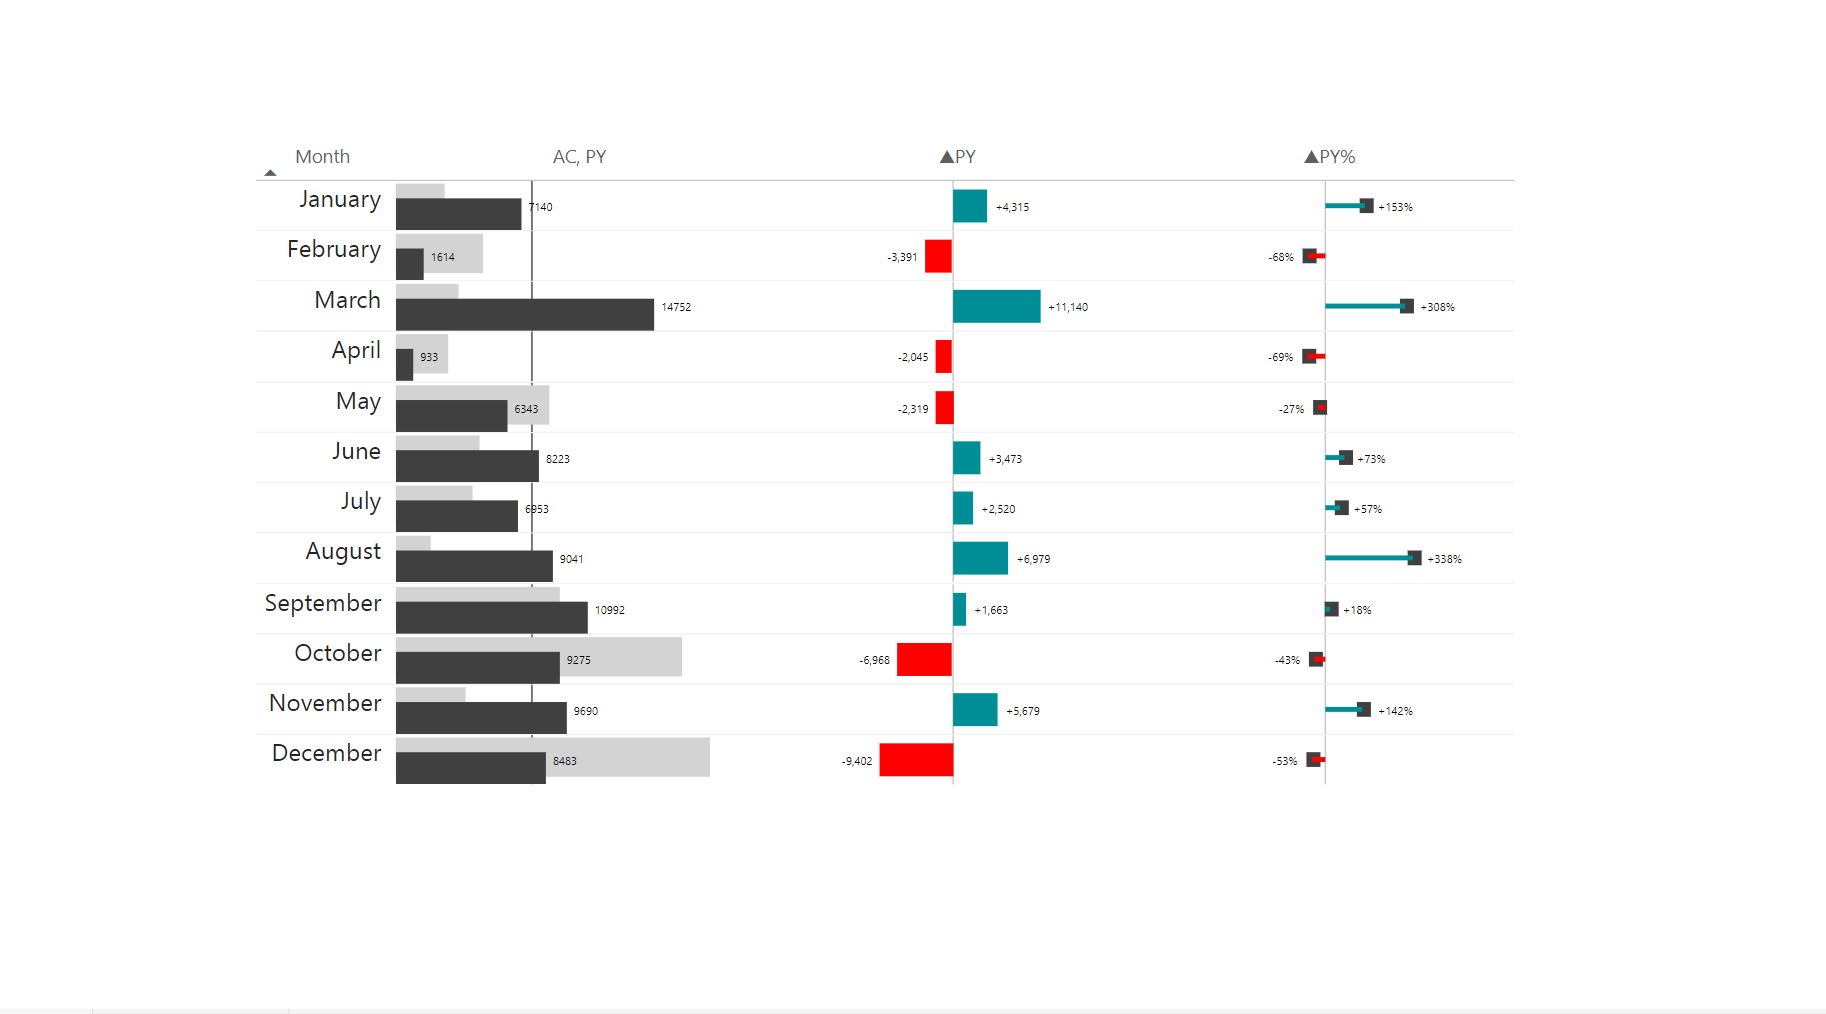 Month AC, PY ▲PY ▲PY%
January 7140 +4,315 +153%
February 1614 -3,391 -68%
March 14752 +11,140 +308%
April 933 -2,045 -69%
May 6343 -2,319 -27%
June 8223 +3,473 +73%
July 6953 +2,520 +57%
August 9041 +6,979 +338%
September 10992 +1,663 +18%
October 9275 -6,968 -43%
November 9690 +5,679 +142%
December 8483 -9,402 -53%